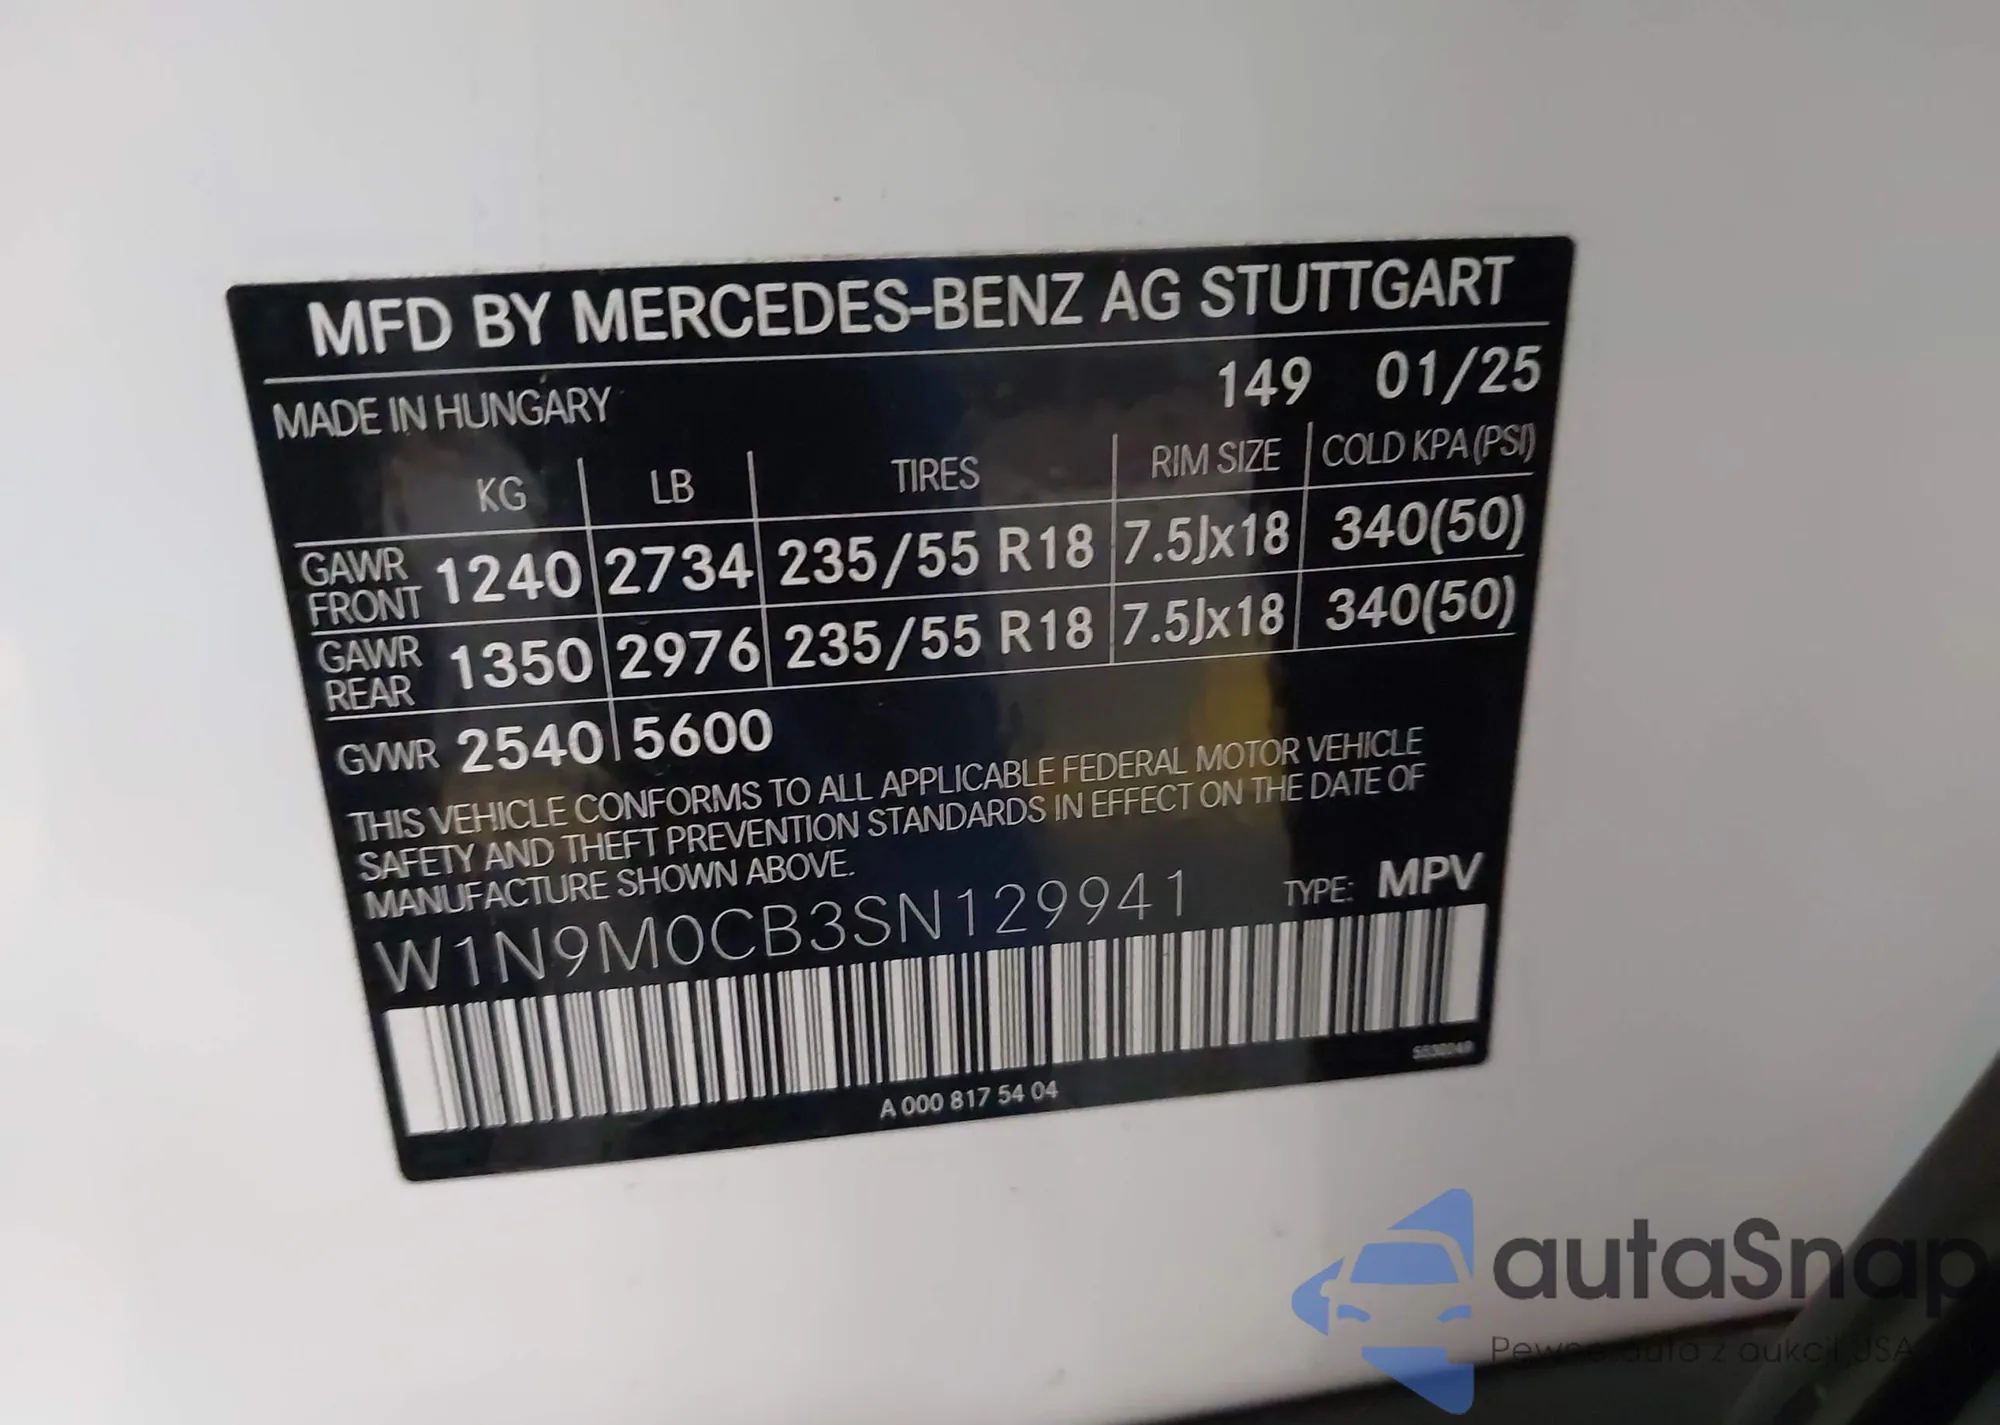 MFD BY MERCEDES-BENZ AG STUTTGART
MADE IN HUNGARY 149 01/25
KG LB TIRES RIM SIZE COLD KPA (PSI)
GAWR FRONT 1240 2734 235/55 R18 7.5Jx18 340(50)
GAWR REAR 1350 2976 235/55 R18 7.5Jx18 340(50)
GVWR 2540 5600
THIS VEHICLE CONFORMS TO ALL APPLICABLE FEDERAL MOTOR VEHICLE
SAFETY AND THEFT PREVENTION STANDARDS IN EFFECT ON THE DATE OF
MANUFACTURE SHOWN ABOVE.
W1N9M0CB3SN129941 TYPE: MPV
A 000 817 54 04
autaSnap
Pewne auta z aukcji USA